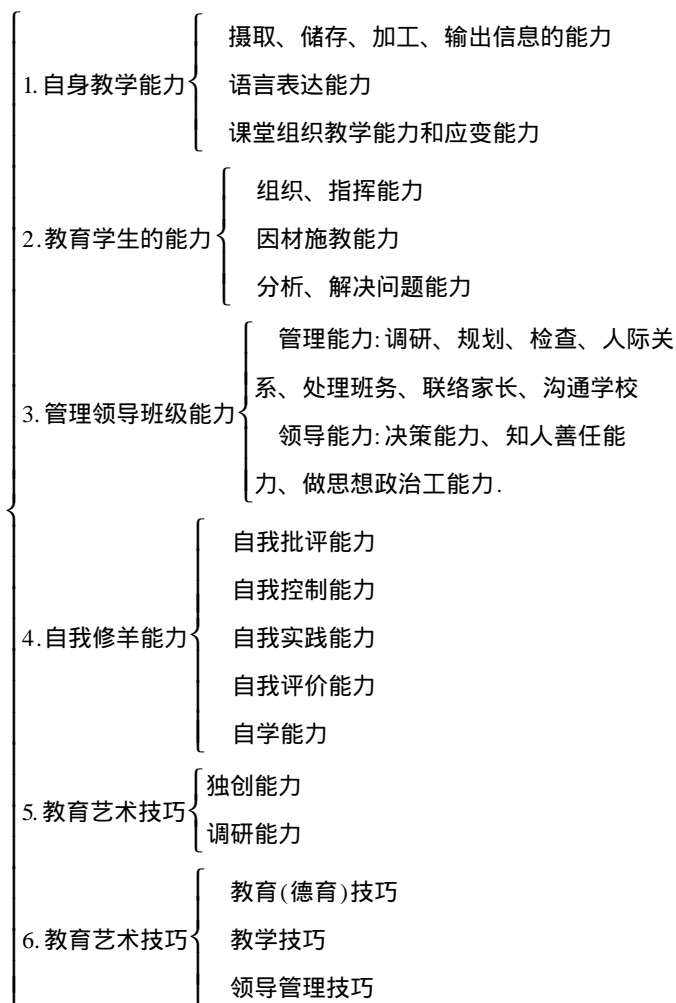 1.自身教学能力
摄取、储存、加工、输出信息的能力
语言表达能力
课堂组织教学能力和应变能力
2.教育学生的能力
组织、指挥能力
因材施教能力
分析、解决问题能力
3.管理领导班级能力
管理能力:调研、规划、检查、人际关
系、处理班务、联络家长、沟通学校
领导能力:决策能力、知人善任能
力、做思想政治工能力.
4.自我修羊能力
自我批评能力
自我控制能力
自我实践能力
自我评价能力
自学能力
5.教育艺术技巧
独创能力
调研能力
6.教育艺术技巧
教育(德育)技巧
教学技巧
领导管理技巧